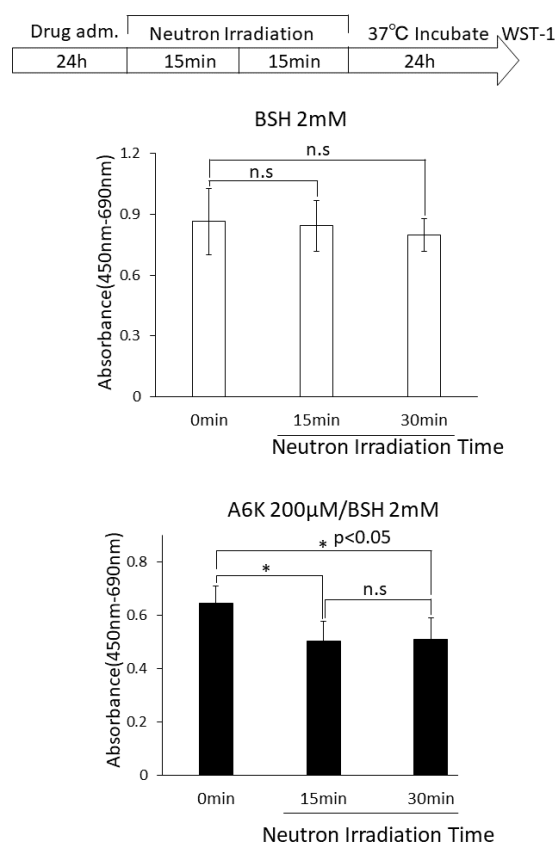 Drug adm. Neutron Irradiation 37℃ Incubate WST-1
24h 15min 15min 24h
BSH 2mM
n.s
n.s
Absorbance(450nm-690nm)
1.2
0.9
0.6
0.3
0
0min 15min 30min
Neutron Irradiation Time
A6K 200μM/BSH 2mM
* p<0.05
*
n.s
Absorbance(450nm-690nm)
0.8
0.6
0.4
0.2
0
0min 15min 30min
Neutron Irradiation Time